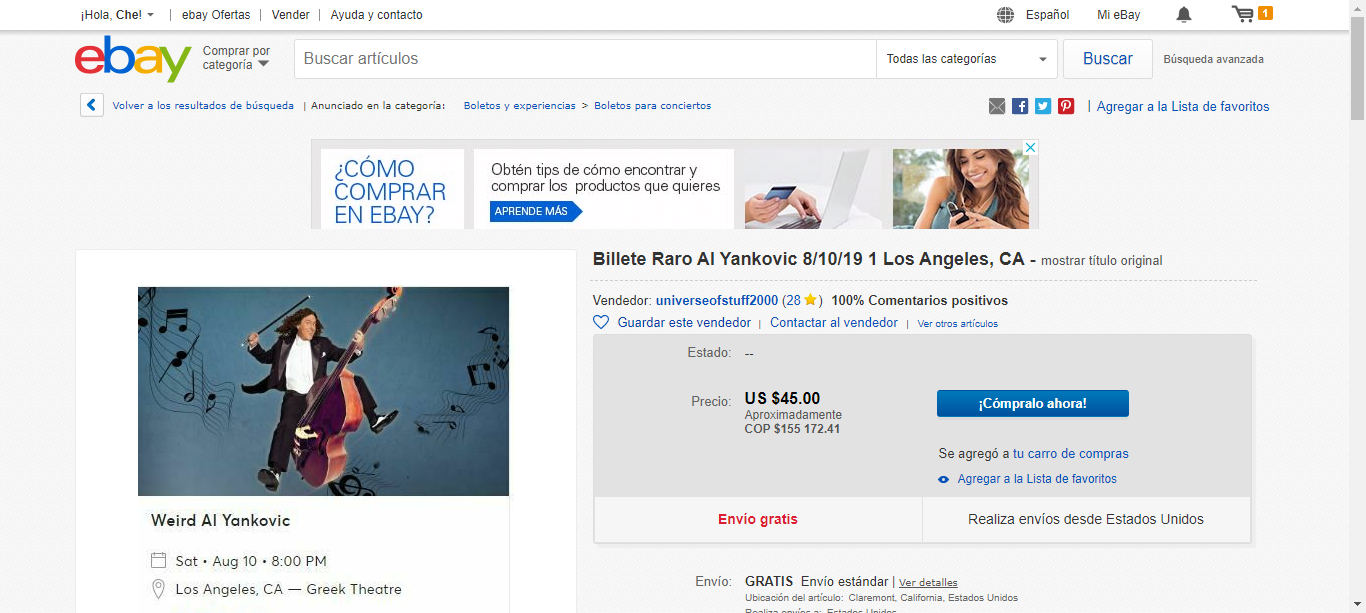 ¡Hola, Che! | ebay Ofertas | Vender | Ayuda y contacto Español Mi eBay 1
ebay Comprar por categoría Buscar artículos Todas las categorías Buscar Búsqueda avanzada
Volver a los resultados de búsqueda | Anunciado en la categoría: Boletos y experiencias > Boletos para conciertos | Agregar a la Lista de favoritos
¿CÓMO
COMPRAR
EN EBAY?
Obtén tips de cómo encontrar y
comprar los productos que quieres
APRENDE MÁS
Weird Al Yankovic
Sat • Aug 10 • 8:00 PM
Los Angeles, CA — Greek Theatre
Billete Raro Al Yankovic 8/10/19 1 Los Angeles, CA - mostrar título original
Vendedor: universeofstuff2000 (28 ) 100% Comentarios positivos
Guardar este vendedor | Contactar al vendedor | Ver otros artículos
Estado: --
Precio: US $45.00
Aproximadamente
COP $155 172.41
¡Cómpralo ahora!
Se agregó a tu carro de compras
Agregar a la Lista de favoritos
Envío gratis Realiza envíos desde Estados Unidos
Envío: GRATIS Envío estándar | Ver detalles
Ubicación del artículo: Claremont, California, Estados Unidos
Realiza envíos a: Estados Unidos